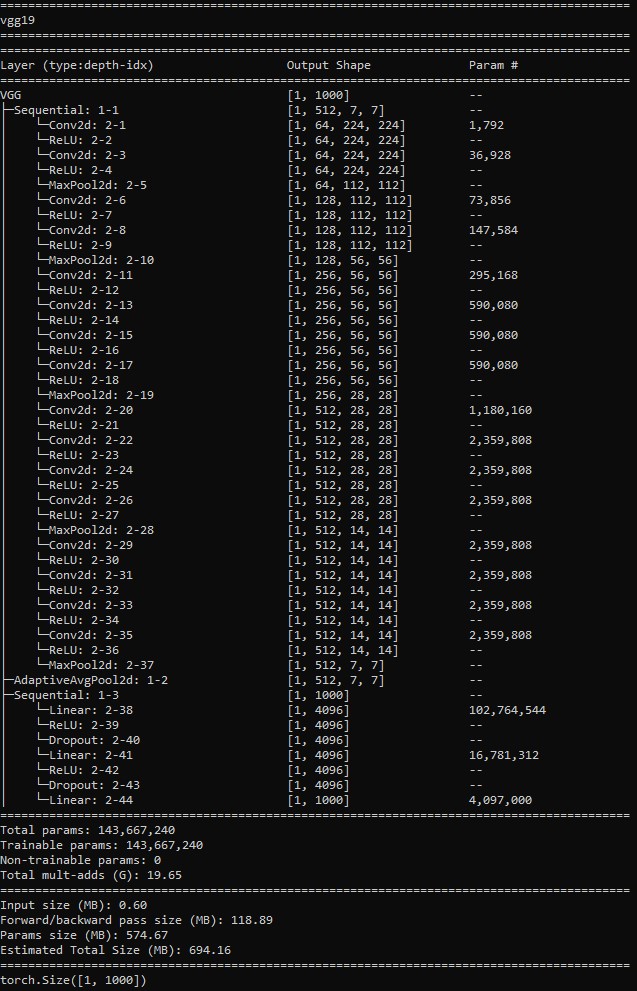 ==========================================================================================
vgg19
==========================================================================================
==========================================================================================
Layer (type:depth-idx)                   Output Shape              Param #
==========================================================================================
VGG                                      [1, 1000]                 --
├─Sequential: 1-1                        [1, 512, 7, 7]            --
│    └─Conv2d: 2-1                       [1, 64, 224, 224]         1,792
│    └─ReLU: 2-2                         [1, 64, 224, 224]         --
│    └─Conv2d: 2-3                       [1, 64, 224, 224]         36,928
│    └─ReLU: 2-4                         [1, 64, 224, 224]         --
│    └─MaxPool2d: 2-5                    [1, 64, 112, 112]         --
│    └─Conv2d: 2-6                       [1, 128, 112, 112]        73,856
│    └─ReLU: 2-7                         [1, 128, 112, 112]        --
│    └─Conv2d: 2-8                       [1, 128, 112, 112]        147,584
│    └─ReLU: 2-9                         [1, 128, 112, 112]        --
│    └─MaxPool2d: 2-10                   [1, 128, 56, 56]          --
│    └─Conv2d: 2-11                      [1, 256, 56, 56]          295,168
│    └─ReLU: 2-12                        [1, 256, 56, 56]          --
│    └─Conv2d: 2-13                      [1, 256, 56, 56]          590,080
│    └─ReLU: 2-14                        [1, 256, 56, 56]          --
│    └─Conv2d: 2-15                      [1, 256, 56, 56]          590,080
│    └─ReLU: 2-16                        [1, 256, 56, 56]          --
│    └─Conv2d: 2-17                      [1, 256, 56, 56]          590,080
│    └─ReLU: 2-18                        [1, 256, 56, 56]          --
│    └─MaxPool2d: 2-19                   [1, 256, 28, 28]          --
│    └─Conv2d: 2-20                      [1, 512, 28, 28]          1,180,160
│    └─ReLU: 2-21                        [1, 512, 28, 28]          --
│    └─Conv2d: 2-22                      [1, 512, 28, 28]          2,359,808
│    └─ReLU: 2-23                        [1, 512, 28, 28]          --
│    └─Conv2d: 2-24                      [1, 512, 28, 28]          2,359,808
│    └─ReLU: 2-25                        [1, 512, 28, 28]          --
│    └─Conv2d: 2-26                      [1, 512, 28, 28]          2,359,808
│    └─ReLU: 2-27                        [1, 512, 28, 28]          --
│    └─MaxPool2d: 2-28                   [1, 512, 14, 14]          --
│    └─Conv2d: 2-29                      [1, 512, 14, 14]          2,359,808
│    └─ReLU: 2-30                        [1, 512, 14, 14]          --
│    └─Conv2d: 2-31                      [1, 512, 14, 14]          2,359,808
│    └─ReLU: 2-32                        [1, 512, 14, 14]          --
│    └─Conv2d: 2-33                      [1, 512, 14, 14]          2,359,808
│    └─ReLU: 2-34                        [1, 512, 14, 14]          --
│    └─Conv2d: 2-35                      [1, 512, 14, 14]          2,359,808
│    └─ReLU: 2-36                        [1, 512, 14, 14]          --
│    └─MaxPool2d: 2-37                   [1, 512, 7, 7]            --
├─AdaptiveAvgPool2d: 1-2                 [1, 512, 7, 7]            --
├─Sequential: 1-3                        [1, 1000]                 --
│    └─Linear: 2-38                      [1, 4096]                 102,764,544
│    └─ReLU: 2-39                        [1, 4096]                 --
│    └─Dropout: 2-40                     [1, 4096]                 --
│    └─Linear: 2-41                      [1, 4096]                 16,781,312
│    └─ReLU: 2-42                        [1, 4096]                 --
│    └─Dropout: 2-43                     [1, 4096]                 --
│    └─Linear: 2-44                      [1, 1000]                 4,097,000
==========================================================================================
Total params: 143,667,240
Trainable params: 143,667,240
Non-trainable params: 0
Total mult-adds (G): 19.65
==========================================================================================
Input size (MB): 0.60
Forward/backward pass size (MB): 118.89
Params size (MB): 574.67
Estimated Total Size (MB): 694.16
==========================================================================================
torch.Size([1, 1000])